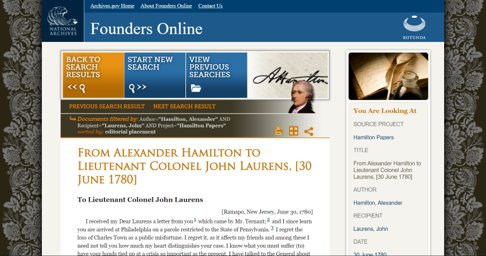 Archives.gov Home About Founders Online Contact Us
NATIONAL
ARCHIVES
Founders Online
ROTUNDA
BACK TO
SEARCH
RESULTS
<<
START NEW
SEARCH
>>
VIEW
PREVIOUS
SEARCHES
PREVIOUS SEARCH RESULT NEXT SEARCH RESULT
Documents filtered by: Author="Hamilton, Alexander" AND
Recipient="Laurens, John" AND Project="Hamilton Papers"
sorted by: editorial placement
From Alexander Hamilton to
Lieutenant Colonel John Laurens, [30
June 1780]
To Lieutenant Colonel John Laurens
[Ramapo, New Jersey, June 30, 1780]
I received my Dear Laurens a letter from you1 which came by Mr. Ternant;2 and I since learn
you are arrived at Philadelphia on a parole restricted to the State of Pensylvania.3 I regret the
loss of Charles Town as a public misfortune. I regret it, as it affects my friends and among these I
need not tell you how much my heart distinguishes your case. I know what you must suffer (to)
have your hands tied up at a crisis so important as the present. I have talked to the General about
You Are Looking At
SOURCE PROJECT
Hamilton Papers
TITLE
From Alexander Hamilton to
Lieutenant Colonel John
Laurens, [30 June 1780]
AUTHOR
Hamilton, Alexander
RECIPIENT
Laurens, John
DATE